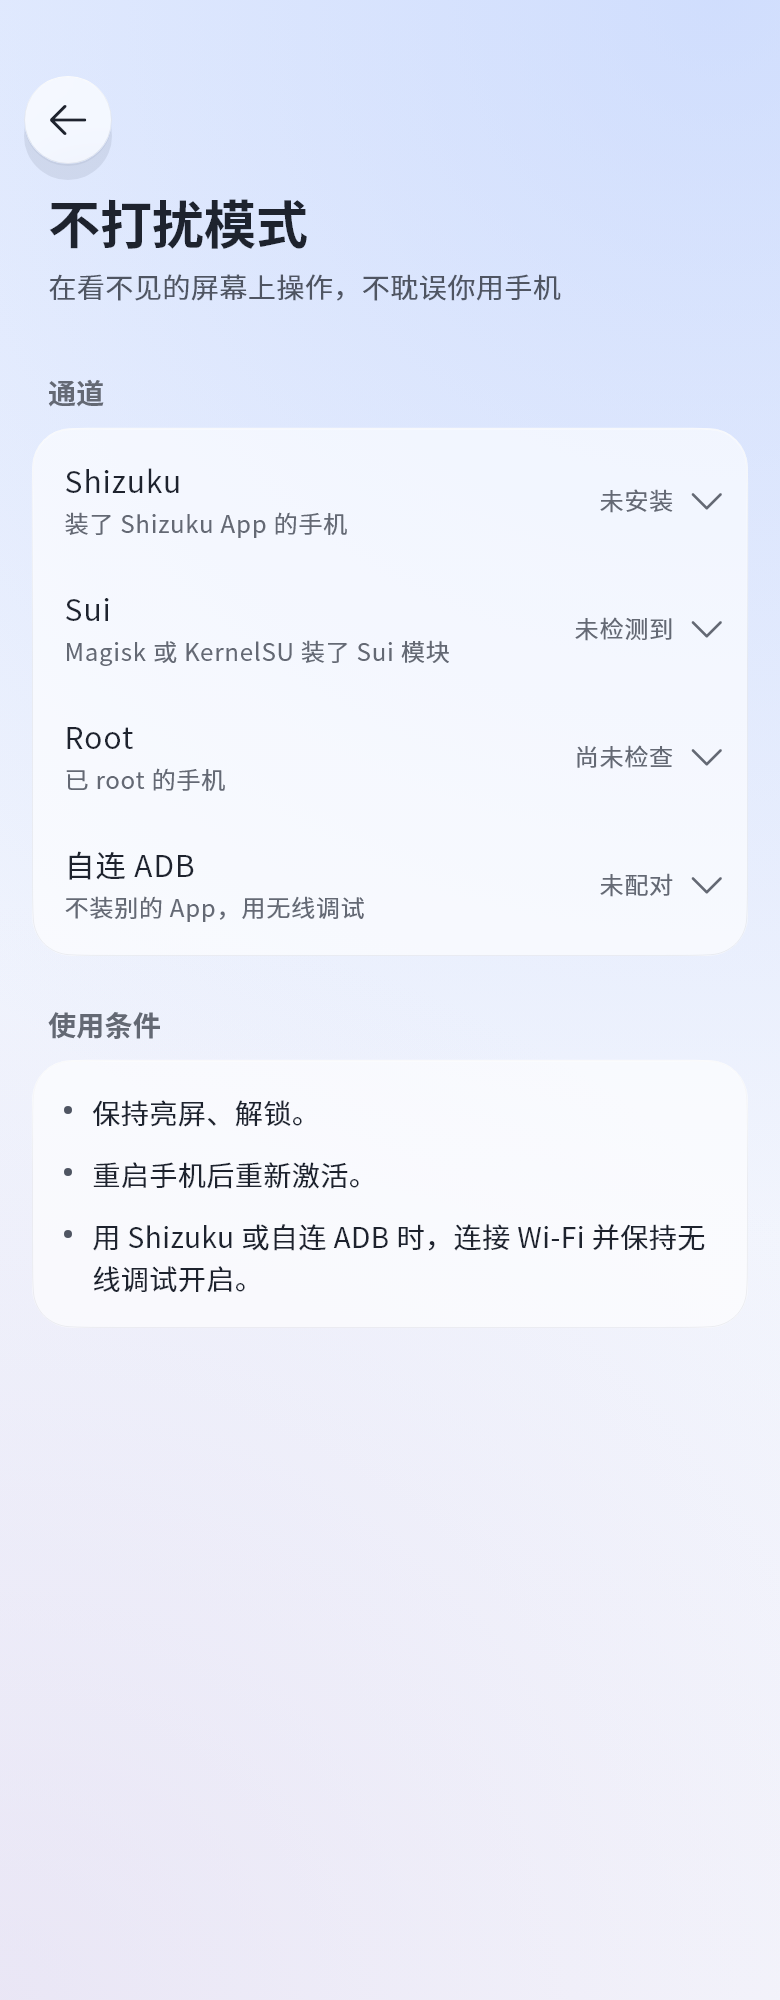 不打扰模式
在看不见的屏幕上操作，不耽误你用手机
通道
Shizuku
装了 Shizuku App 的手机
未安装
Sui
Magisk 或 KernelSU 装了 Sui 模块
未检测到
Root
已 root 的手机
尚未检查
自连 ADB
不装别的 App，用无线调试
未配对
使用条件
• 保持亮屏、解锁。
• 重启手机后重新激活。
• 用 Shizuku 或自连 ADB 时，连接 Wi-Fi 并保持无
线调试开启。